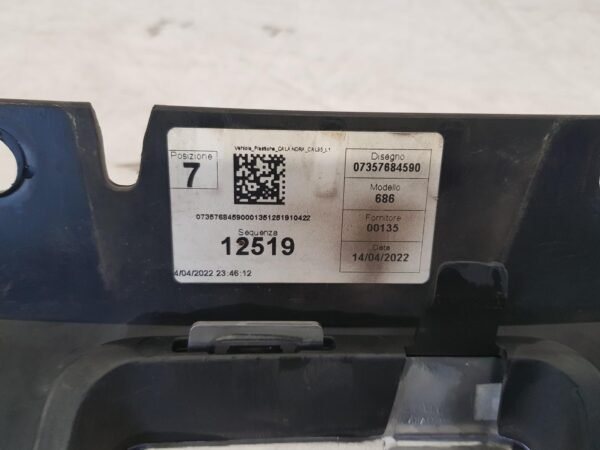 Posizione
7
07357684590001351251910422
Sequenza
12519
4/04/2022 23:46:12
Disegno
07357684590
Modello
686
Fornitore
00135
Data
14/04/2022